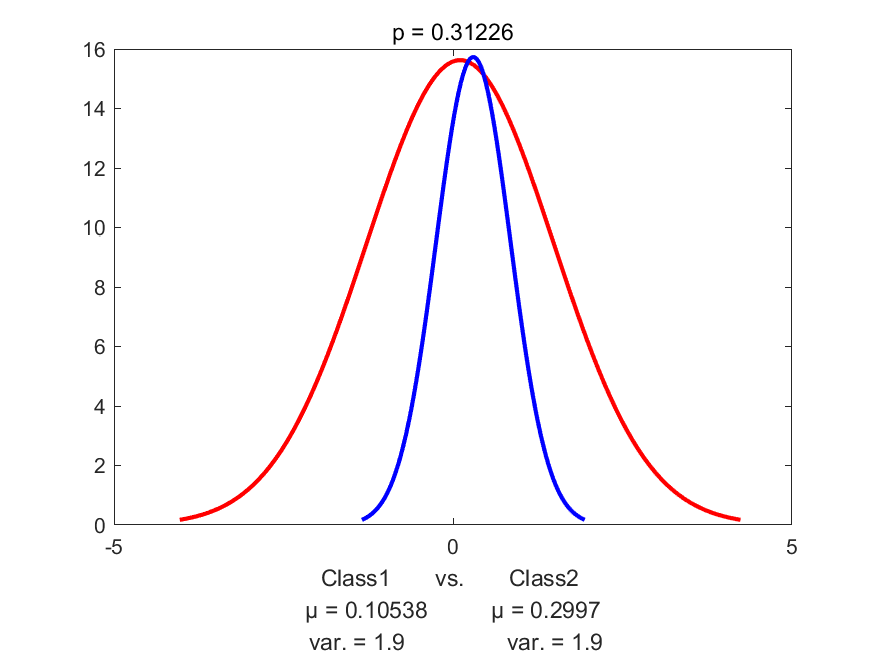 p = 0.31226
16
14
12
10
8
6
4
2
0
-5 0 5
Class1 vs. Class2
μ = 0.10538 μ = 0.2997
var. = 1.9 var. = 1.9